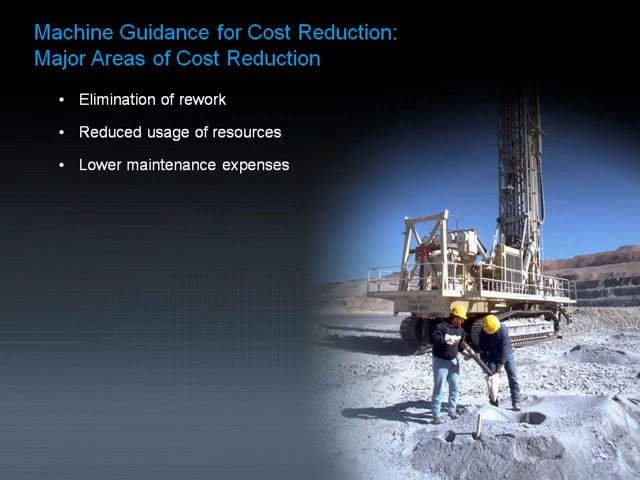 Machine Guidance for Cost Reduction:
Major Areas of Cost Reduction
• Elimination of rework
• Reduced usage of resources
• Lower maintenance expenses